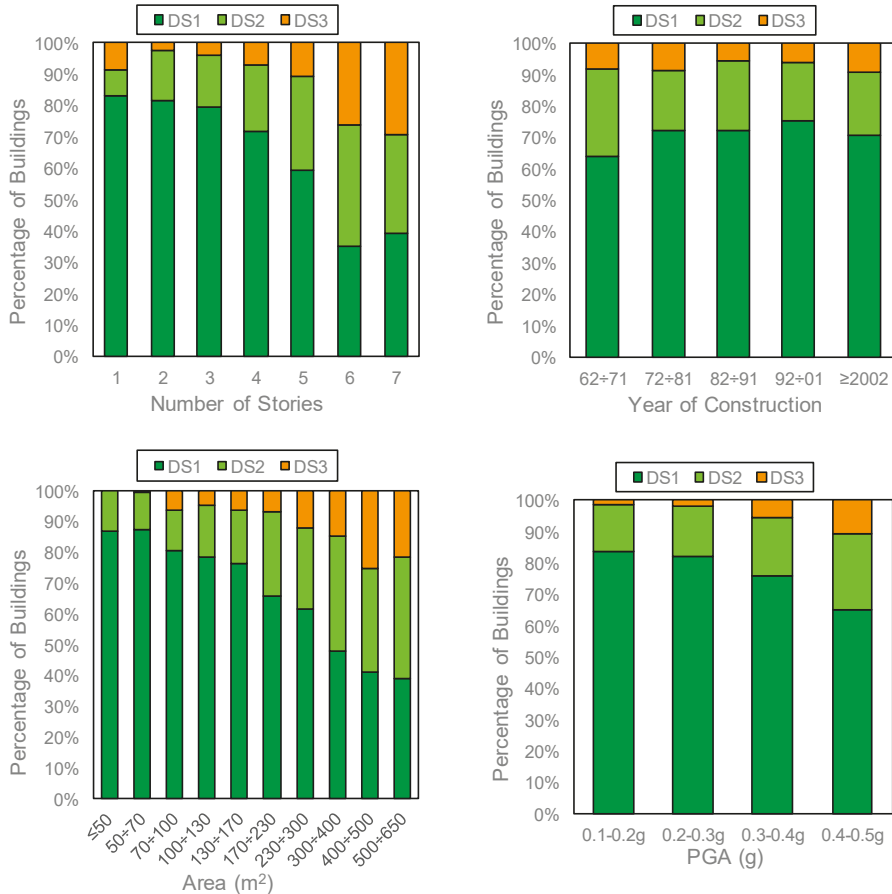 DS1 DS2 DS3
100%
90%
80%
70%
60%
50%
40%
30%
20%
10%
0%
Percentage of Buildings
1 2 3 4 5 6 7
Number of Stories
DS1 DS2 DS3
100%
90%
80%
70%
60%
50%
40%
30%
20%
10%
0%
Percentage of Buildings
62÷71 72÷81 82÷91 92÷01 ≥2002
Year of Construction
DS1 DS2 DS3
100%
90%
80%
70%
60%
50%
40%
30%
20%
10%
0%
Percentage of Buildings
≤50 50÷70 70÷100 100÷130 130÷170 170÷230 230÷300 300÷400 400÷500 500÷650
Area (m²)
DS1 DS2 DS3
100%
90%
80%
70%
60%
50%
40%
30%
20%
10%
0%
Percentage of Buildings
0.1-0.2g 0.2-0.3g 0.3-0.4g 0.4-0.5g
PGA (g)